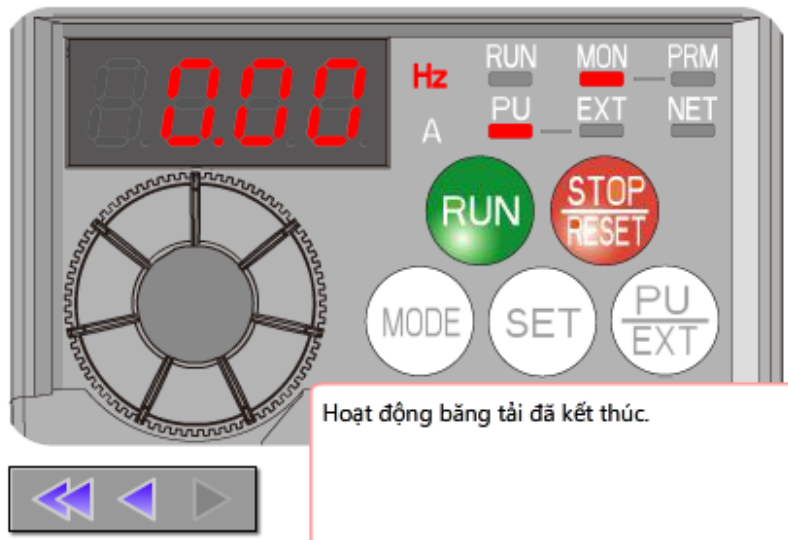 0.00
Hz
A
RUN MON PRM
PU EXT NET
RUN
STOP
RESET
MODE
SET
PU
EXT
Hoạt động băng tải đã kết thúc.